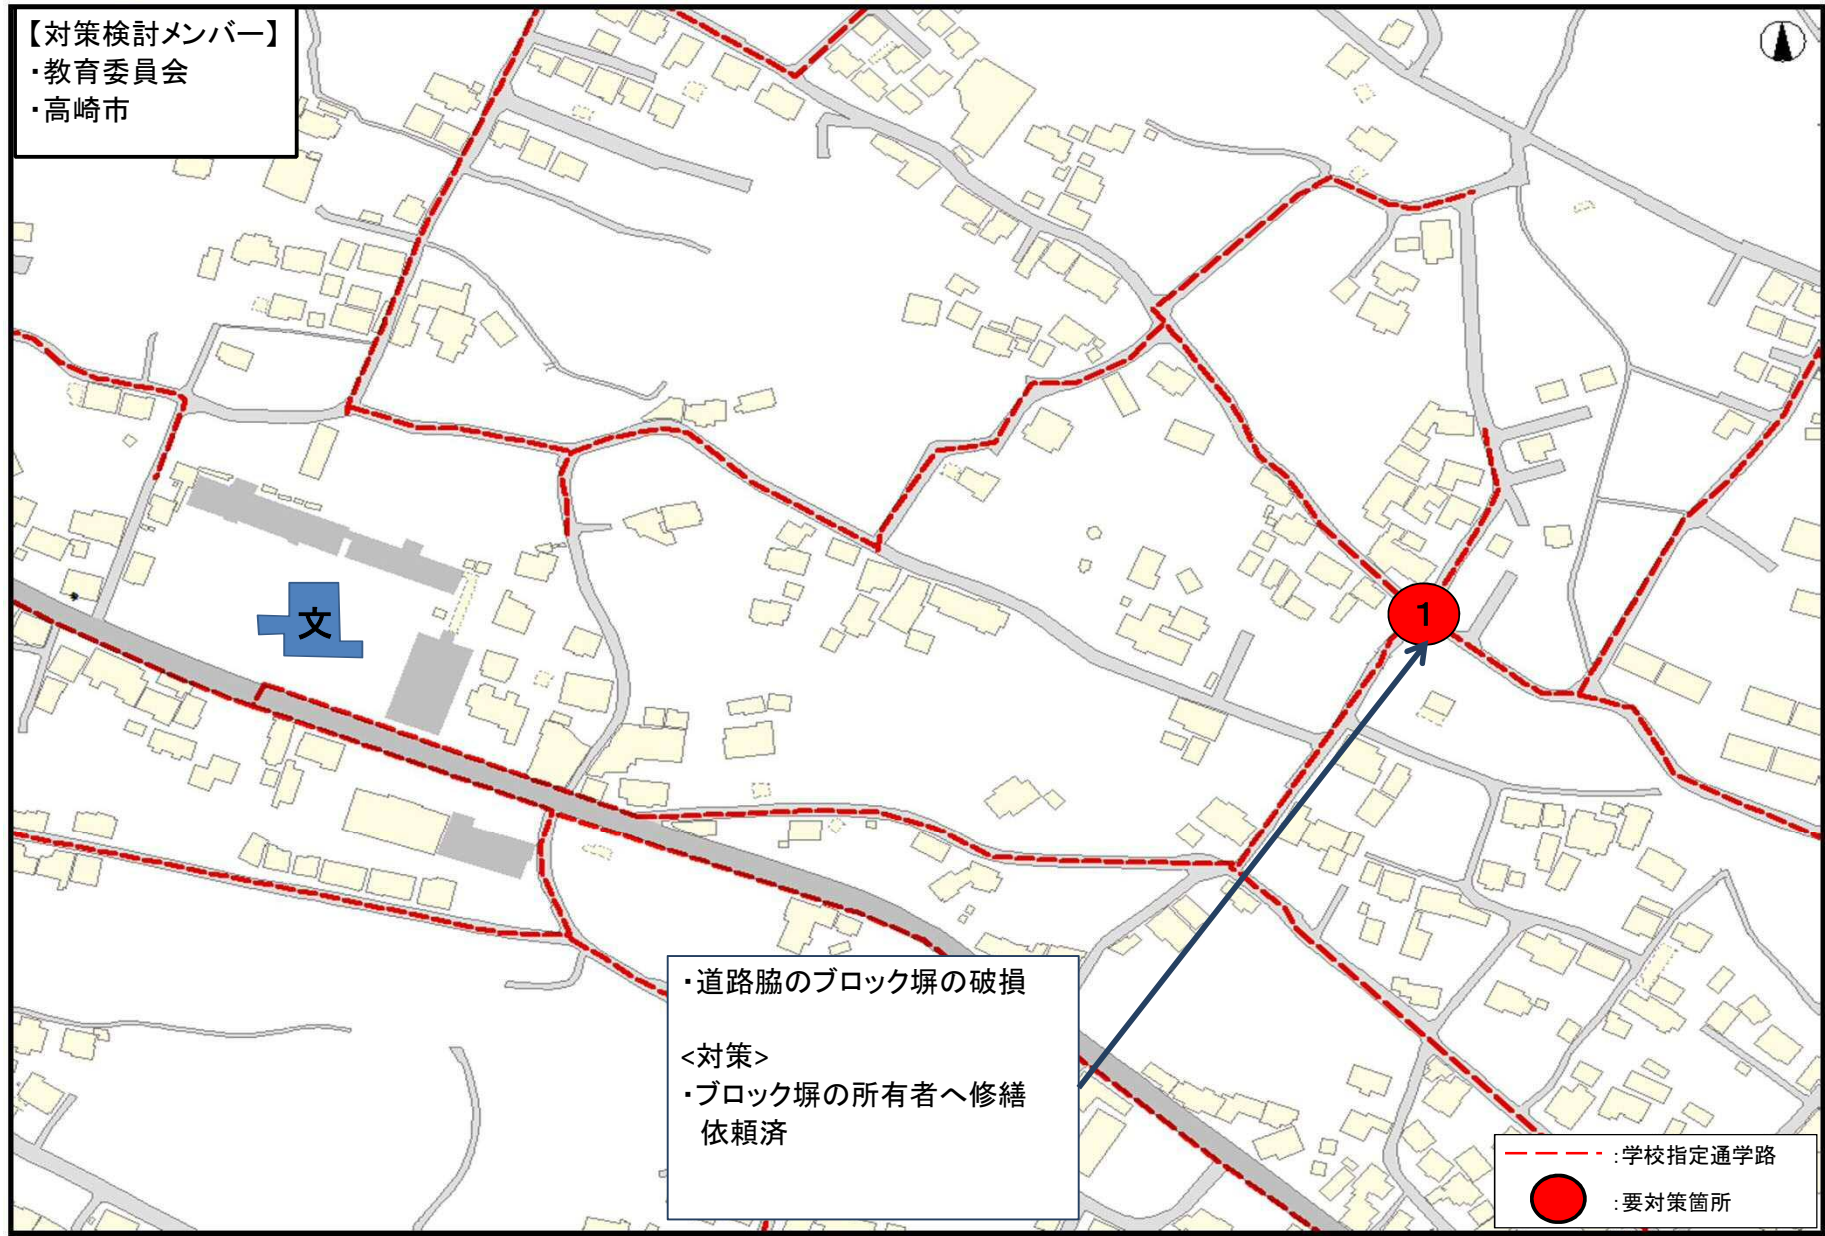 【対策検討メンバー】
・教育委員会
・高崎市
文
1
・道路脇のブロック塀の破損
<対策>
・ブロック塀の所有者へ修繕
依頼済
:学校指定通学路
:要対策箇所